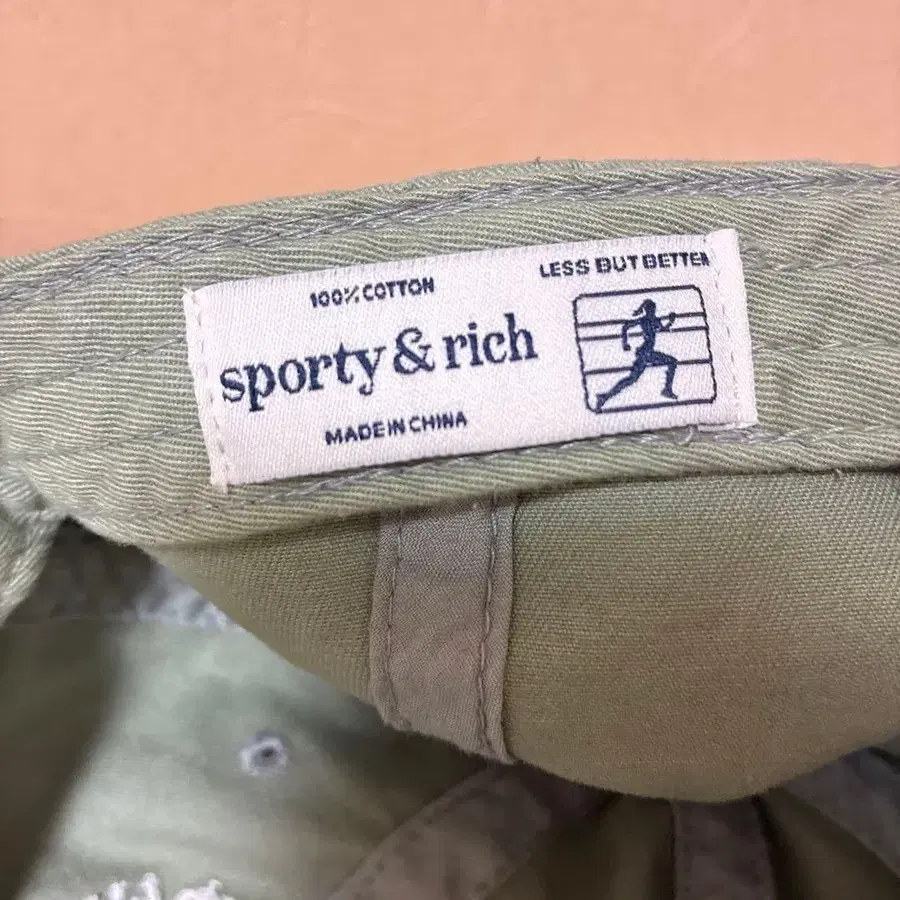 100% COTTON
sporty & rich
MADE IN CHINA
LESS BUT BETTER